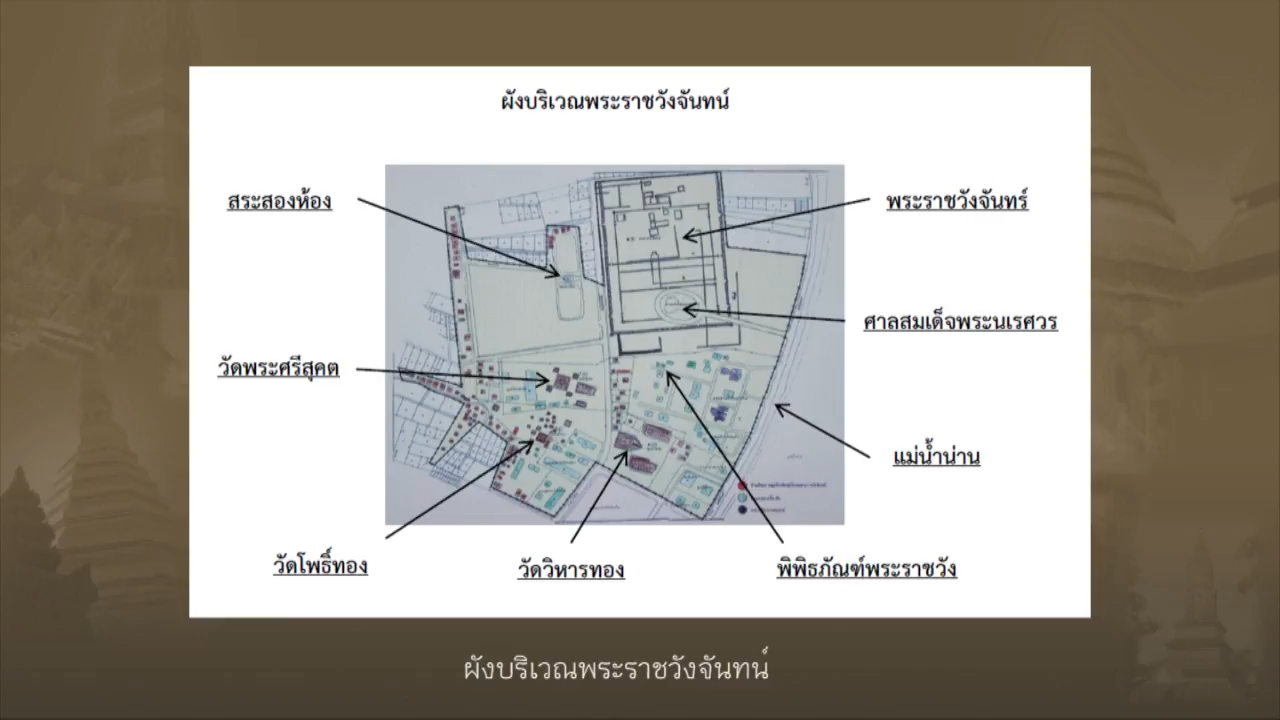 ผังบริเวณพระราชวังจันทน์
สระสองห้อง
พระราชวังจันทร์
ศาลสมเด็จพระนเรศวร
วัดพระศรีสุคต
แม่น้ำน่าน
วัดโพธิ์ทอง
วัดวิหารทอง
พิพิธภัณฑ์พระราชวัง
ผังบริเวณพระราชวังจันทน์